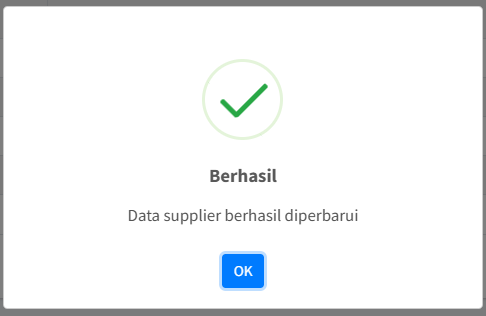 Berhasil
Data supplier berhasil diperbarui
OK